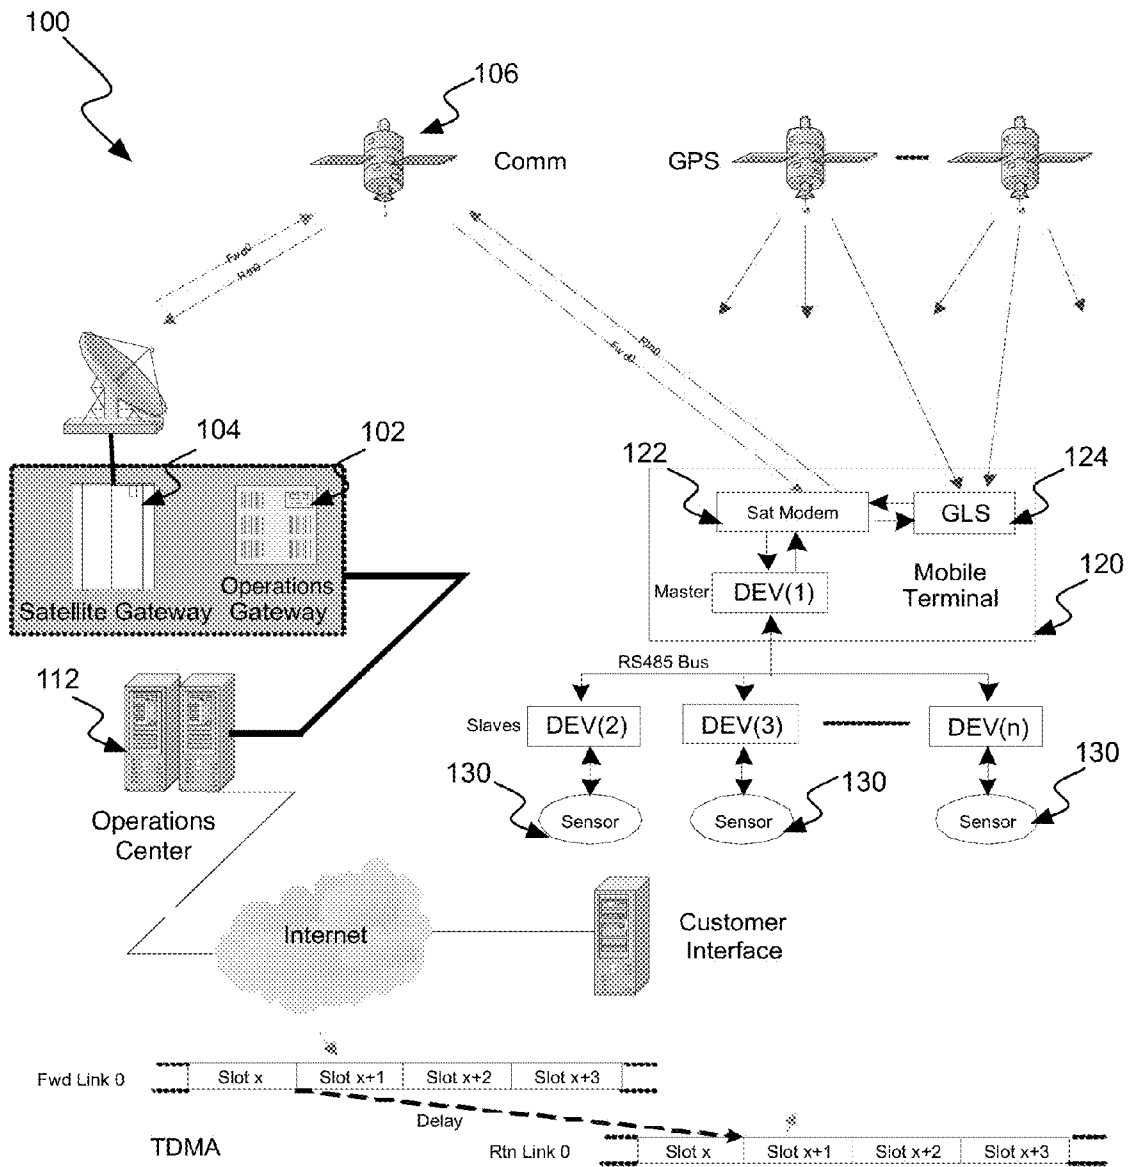 100
106
Comm
GPS
Fwd0
Rtn0
Rtn0
Fwd0
104
102
122
124
Sat Modem
GLS
Master
DEV(1)
Mobile
Terminal
120
Satellite Gateway
Operations
Gateway
RS485 Bus
112
Slaves
DEV(2)
DEV(3)
DEV(n)
130
130
130
Sensor
Sensor
Sensor
Operations
Center
Internet
Customer
Interface
Fwd Link 0
Slot x
Slot x+1
Slot x+2
Slot x+3
Delay
TDMA
Rtn Link 0
Slot x
Slot x+1
Slot x+2
Slot x+3